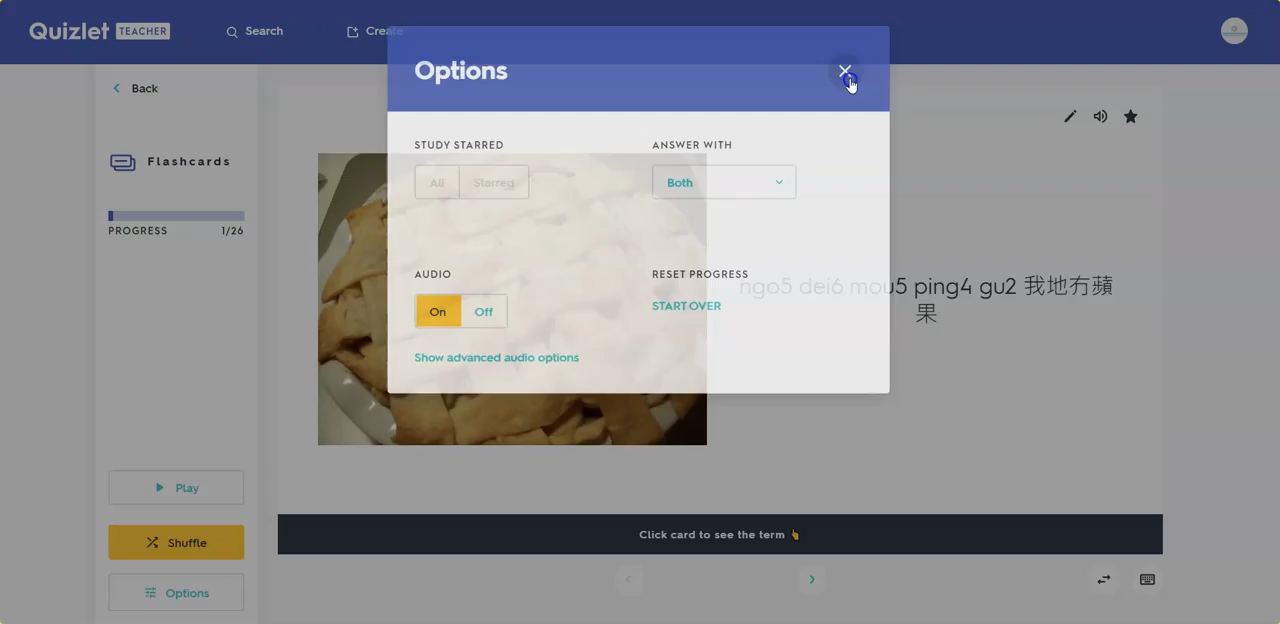 Quizlet TEACHER
Search
Create
Options
Back
STUDY STARRED
ANSWER WITH
Flashcards
All
Starred
Both
PROGRESS 1/26
AUDIO
RESET PROGRESS
ngo5 dei6 mou5 ping4 gu2 我地冇蘋
果
START OVER
On
Off
Show advanced audio options
Play
Click card to see the term 👆
Shuffle
Options